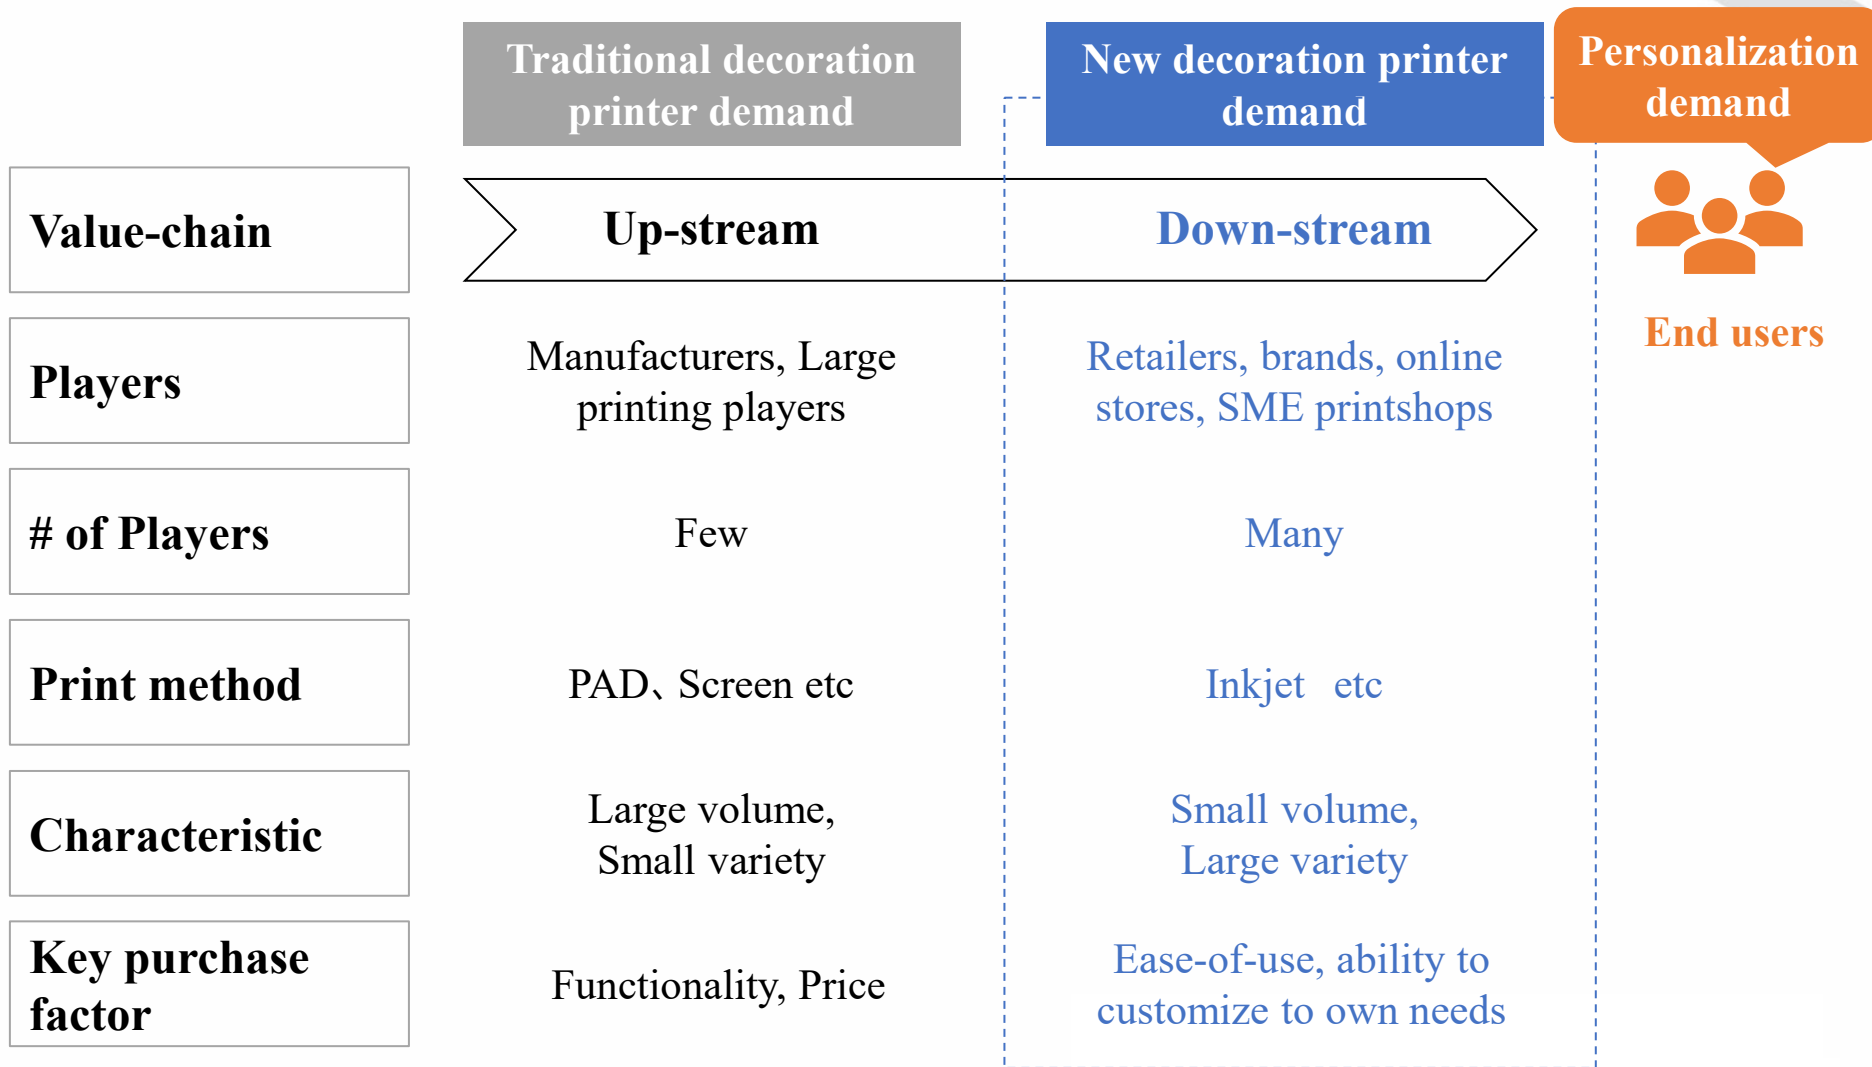 Traditional decoration
printer demand
New decoration printer
demand
Personalization
demand
Value-chain
Up-stream
Down-stream
End users
Players
Manufacturers, Large
printing players
Retailers, brands, online
stores, SME printshops
# of Players
Few
Many
Print method
PAD、Screen etc
Inkjet etc
Characteristic
Large volume,
Small variety
Small volume,
Large variety
Key purchase
factor
Functionality, Price
Ease-of-use, ability to
customize to own needs